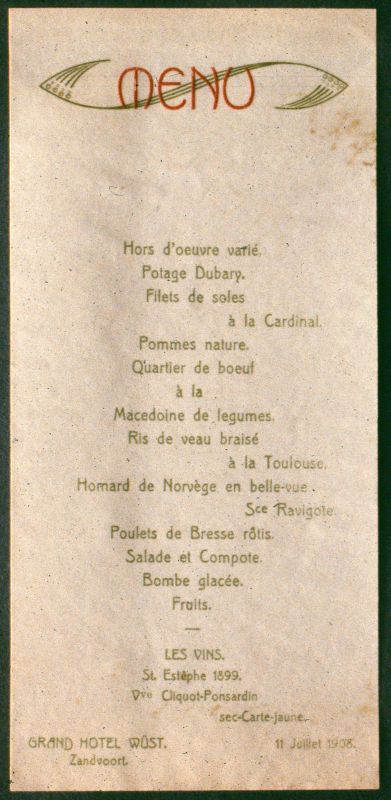 MENU
Hors d'oeuvre varié.
Potage Dubary.
Filets de soles
à la Cardinal.
Pommes nature.
Quartier de boeuf
à la
Macedoine de legumes.
Ris de veau braisé
à la Toulouse.
Homard de Norvège en belle-vue.
Sce Ravigote.
Poulets de Bresse rôtis.
Salade et Compote.
Bombe glacée.
Fruits.
LES VINS.
St. Estèphe 1899.
Vve Cliquot-Ponsardin
sec-Carte-jaune.
GRAND HOTEL WÜST. 11 Juillet 1908.
Zandvoort.